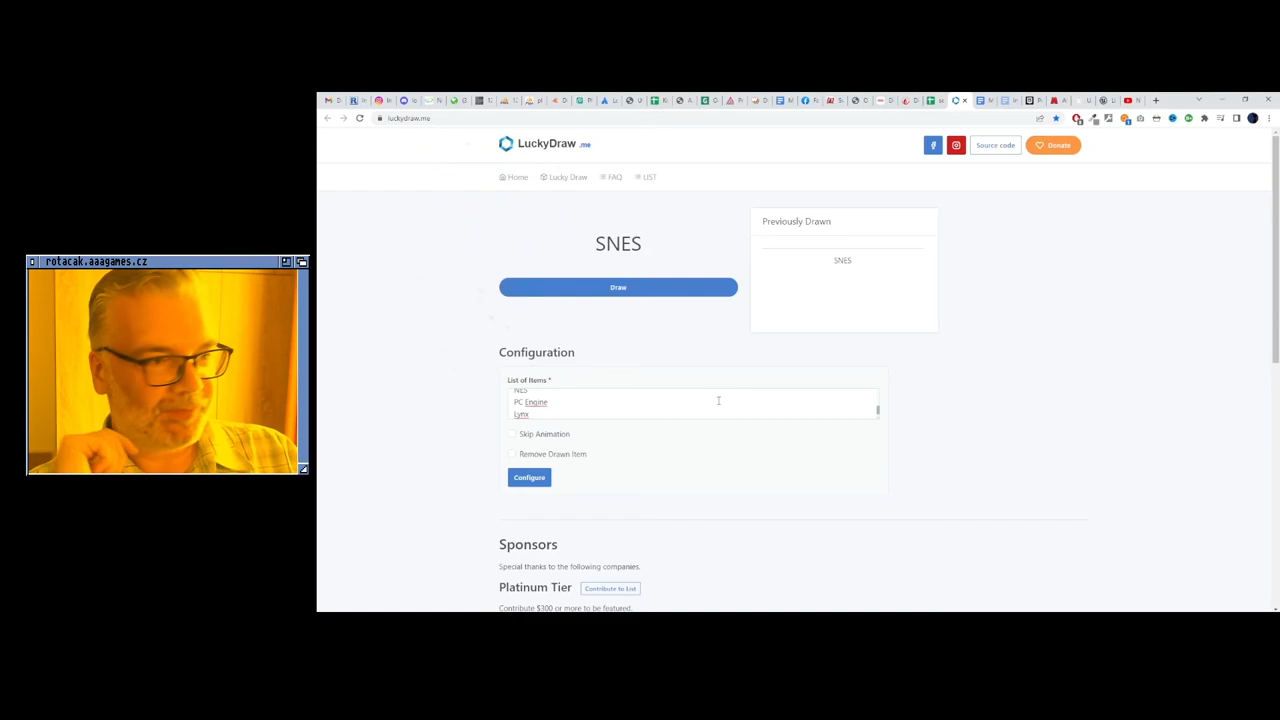 luckydraw.me
LuckyDraw .me
Source code
Donate
Home
Lucky Draw
FAQ
LIST
SNES
Draw
Previously Drawn
SNES
rotacak.aaagames.cz
Configuration
List of Items *
NES
PC Engine
Lynx
Skip Animation
Remove Drawn Item
Configure
Sponsors
Special thanks to the following companies.
Platinum Tier
Contribute to List
Contribute $300 or more to be featured.